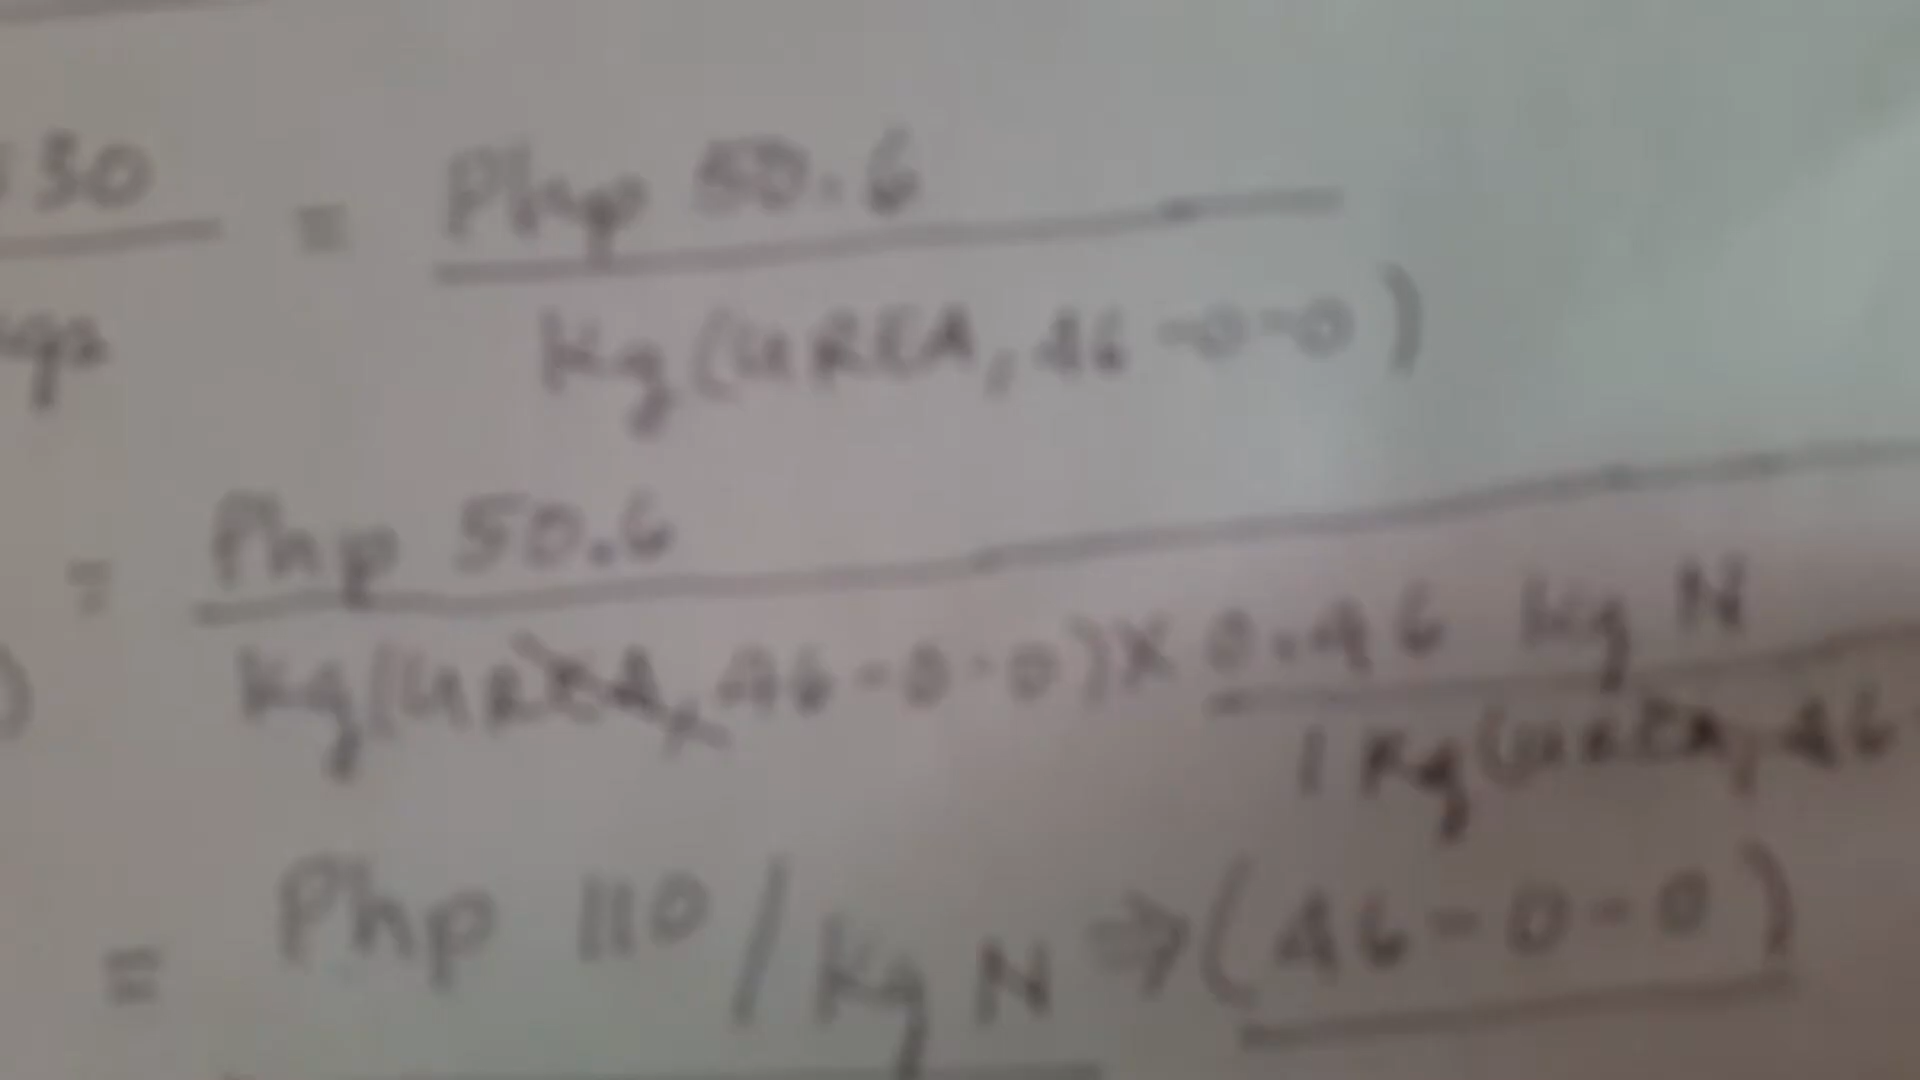 30 = Php 50.6
kgs Kg (UREA, 46-0-0)
= Php 50.6
) Kg (UREA, 46-0-0) x 0.46 Kg N
1 Kg (UREA, 46
= Php 110 / Kg N → (46-0-0)